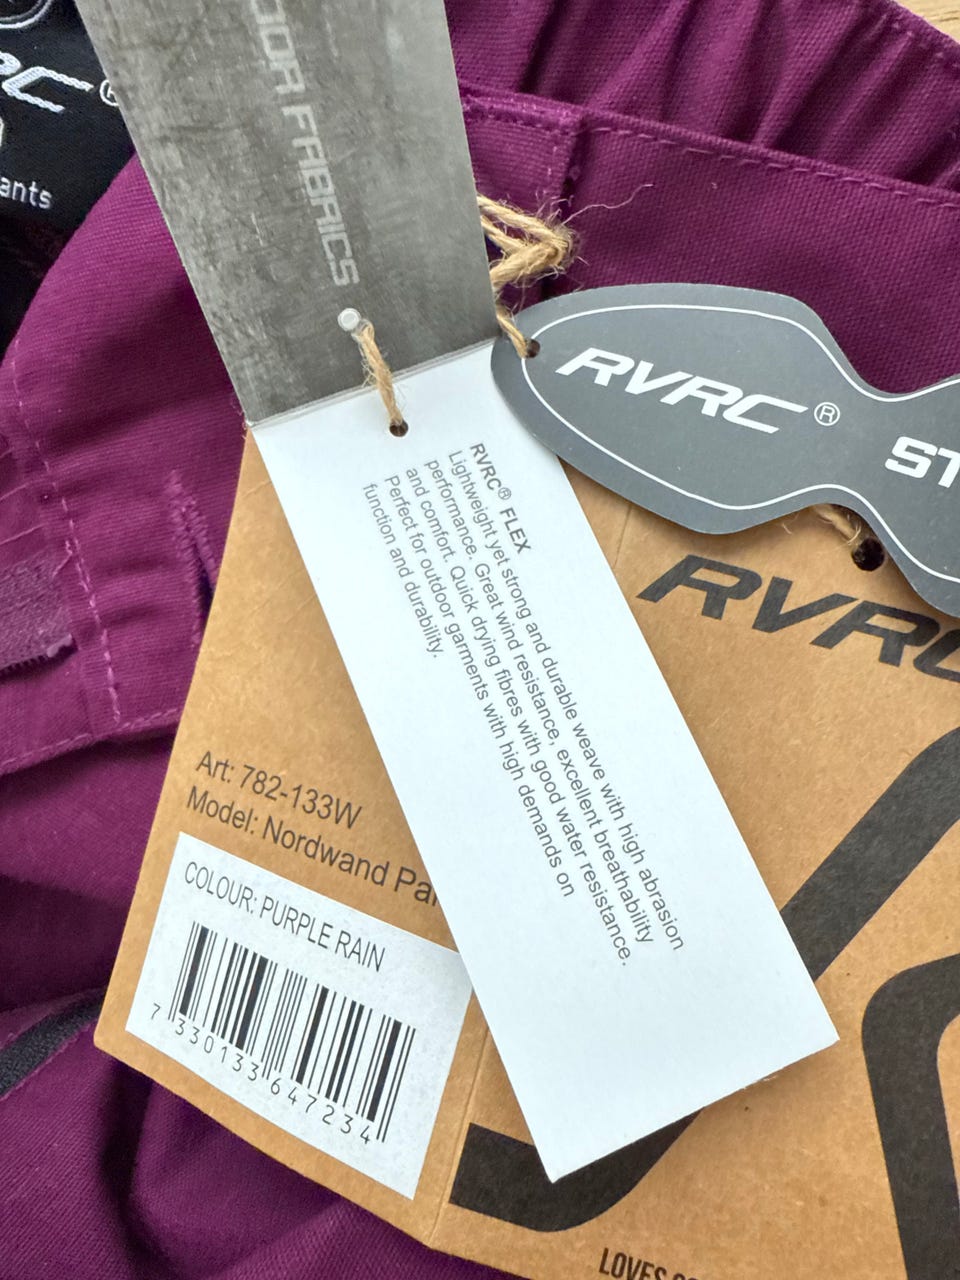 RC®
ants
OOR FABRICS
RVRC®
ST
RVRC® FLEX
Lightweight yet strong and durable weave with high abrasion
performance. Great wind resistance, excellent breathability
and comfort. Quick drying fibres with good water resistance.
Perfect for outdoor garments with high demands on
function and durability.
RVRC
Art: 782-133W
Model: Nordwand Pa
COLOUR: PURPLE RAIN
7 330133 647234
LOVES